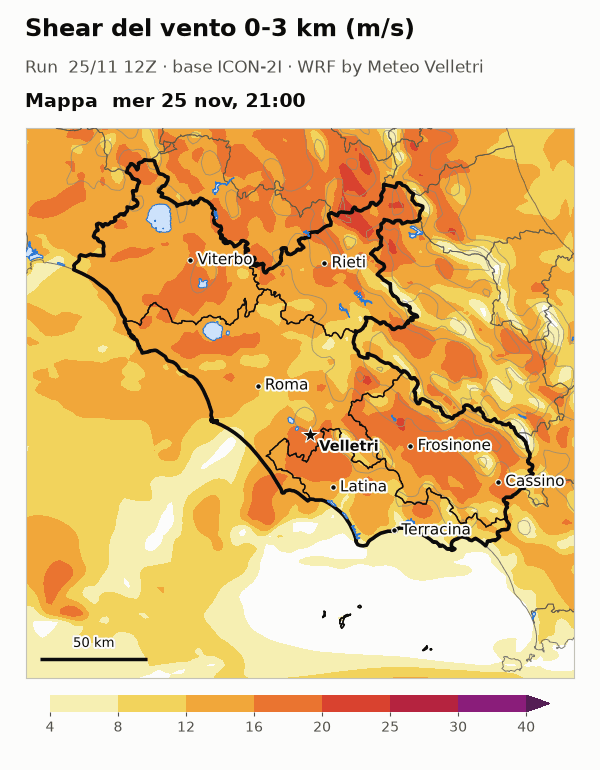 Shear del vento 0-3 km (m/s)
Run  25/11 12Z · base ICON-2I · WRF by Meteo Velletri
Mappa  mer 25 nov, 21:00
Viterbo
Rieti
Roma
Velletri
Frosinone
Latina
Cassino
Terracina
50 km
4 8 12 16 20 25 30 40